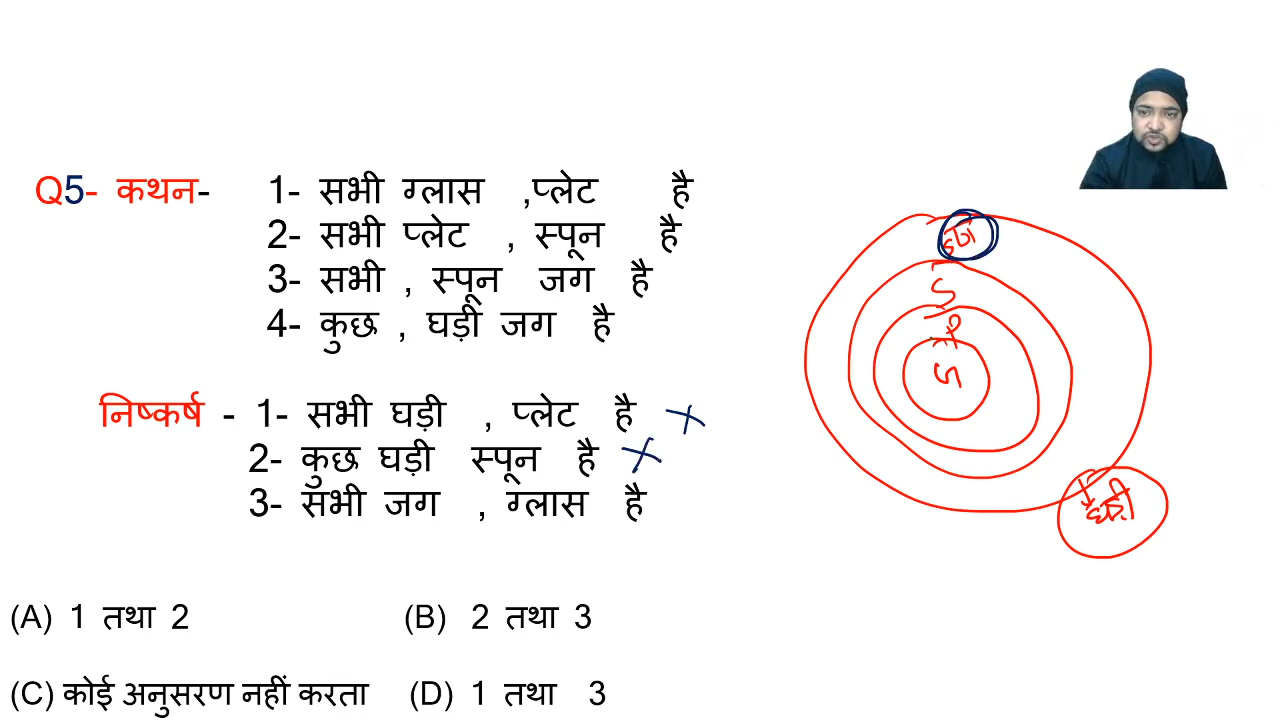 Q5- कथन- 1- सभी ग्लास ,प्लेट है
2- सभी प्लेट , स्पून है
3- सभी , स्पून जग है
4- कुछ , घड़ी जग है
निष्कर्ष - 1- सभी घड़ी , प्लेट है
2- कुछ घड़ी स्पून है
3- सभी जग , ग्लास है
(A) 1 तथा 2 (B) 2 तथा 3
(C) कोई अनुसरण नहीं करता (D) 1 तथा 3
जग
घड़ी